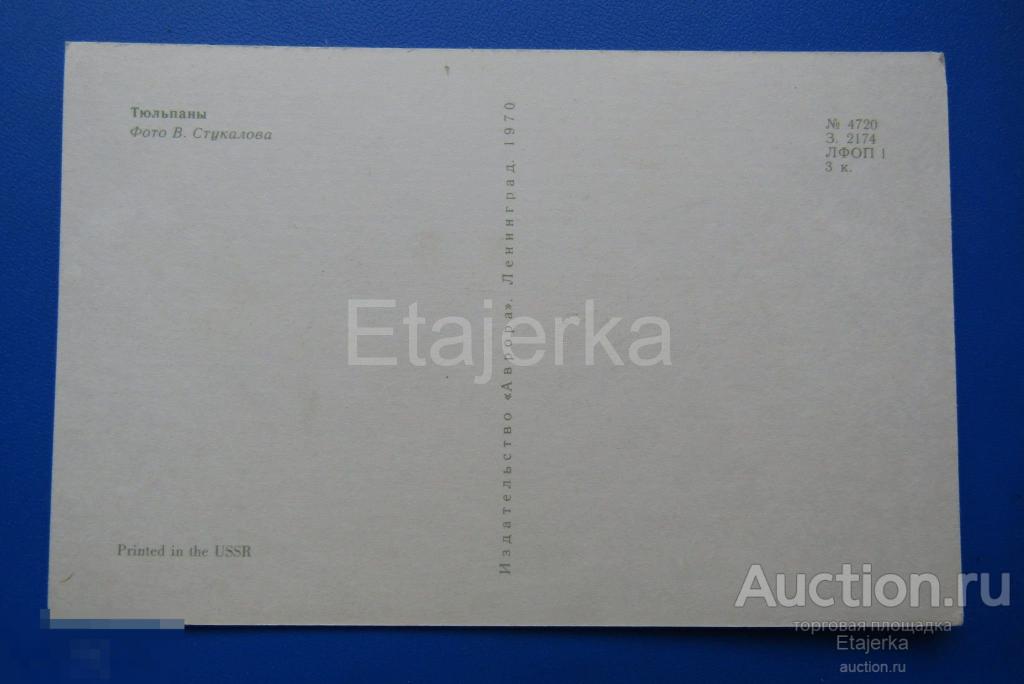 Тюльпаны
Фото В. Стукалова
Издательство «Аврора». Ленинград. 1970
№ 4720
З. 2174
ЛФОП 1
3 к.
Etajerka
Printed in the USSR
Auction.ru
торговая площадка
Etajerka
auction.ru